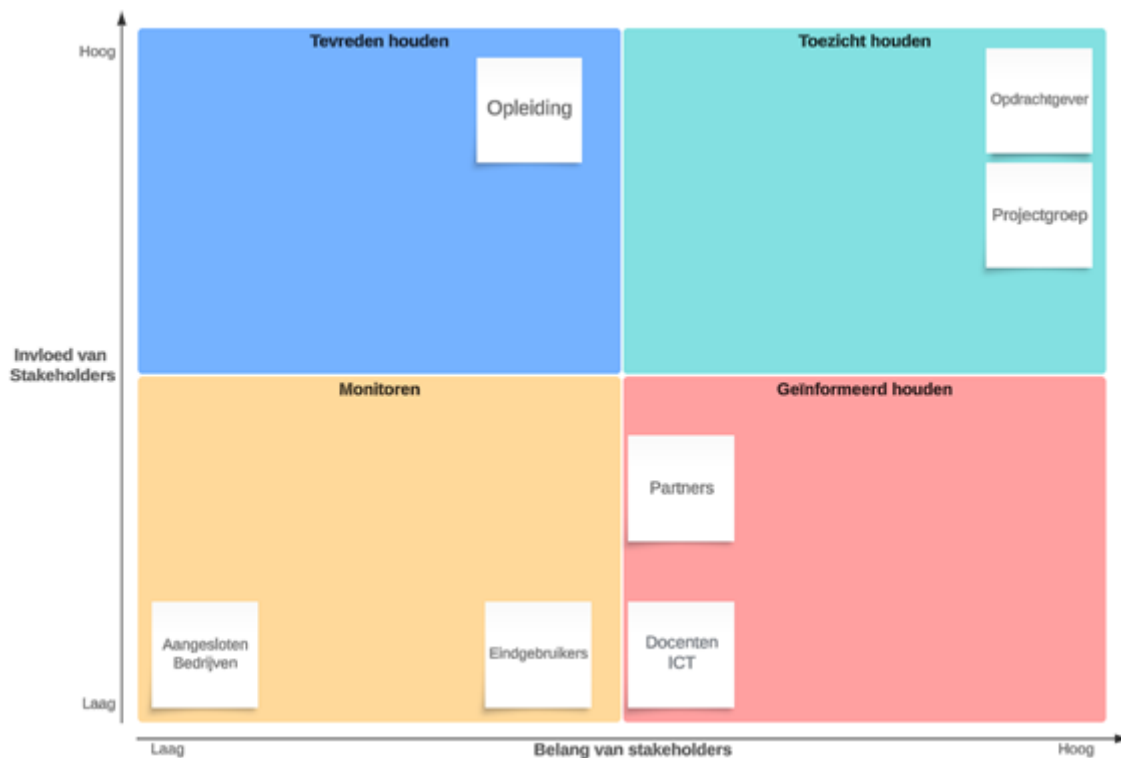 Hoog
Tevreden houden
Toezicht houden
Opleiding
Opdrachtgever
Projectgroep
Invloed van
Stakeholders
Monitoren
Geïnformeerd houden
Partners
Aangesloten
Bedrijven
Eindgebruikers
Docenten
ICT
Laag
Laag
Belang van stakeholders
Hoog